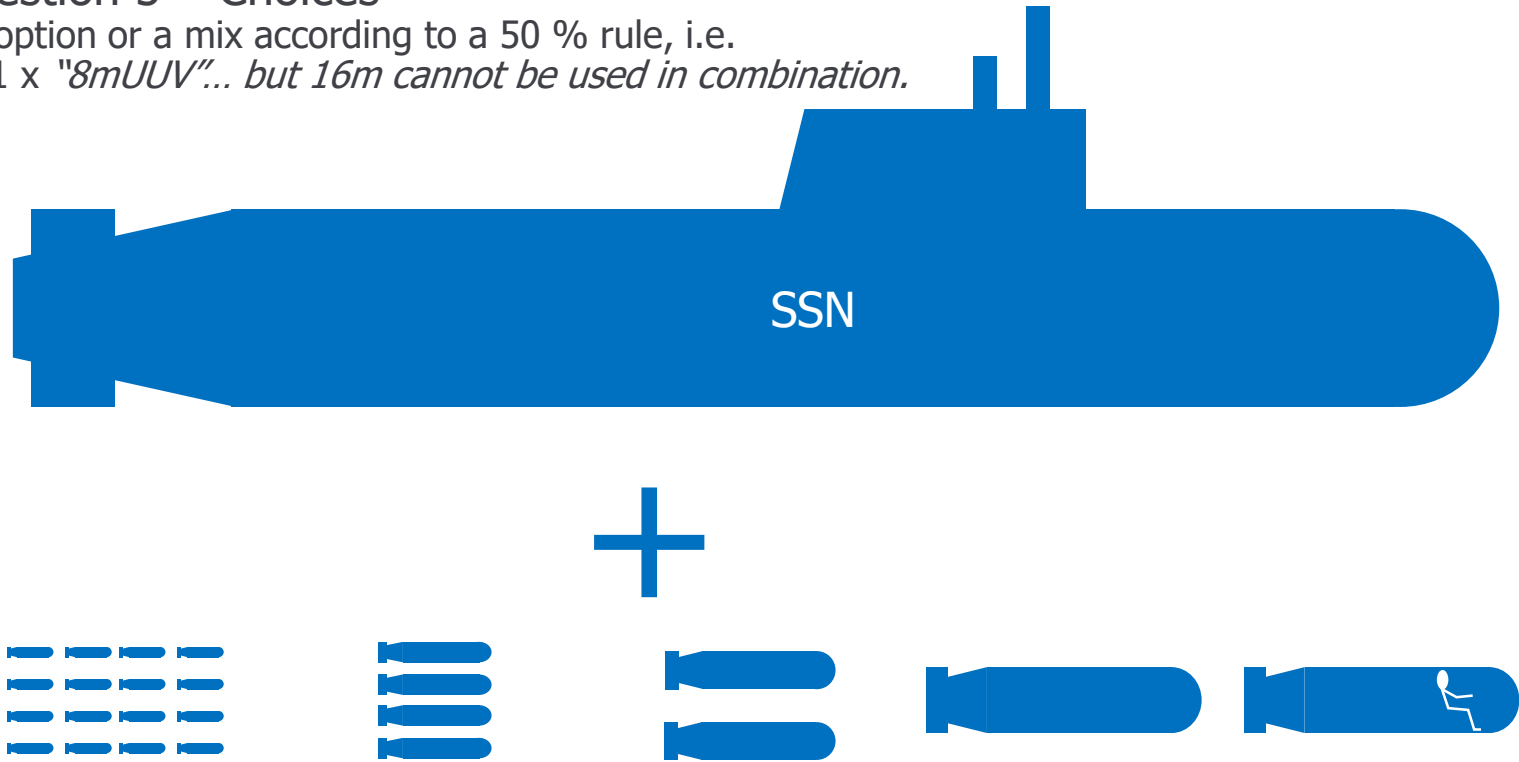 option or a mix according to a 50 % rule, i.e.
x “8mUUV”... but 16m cannot be used in combination.
SSN